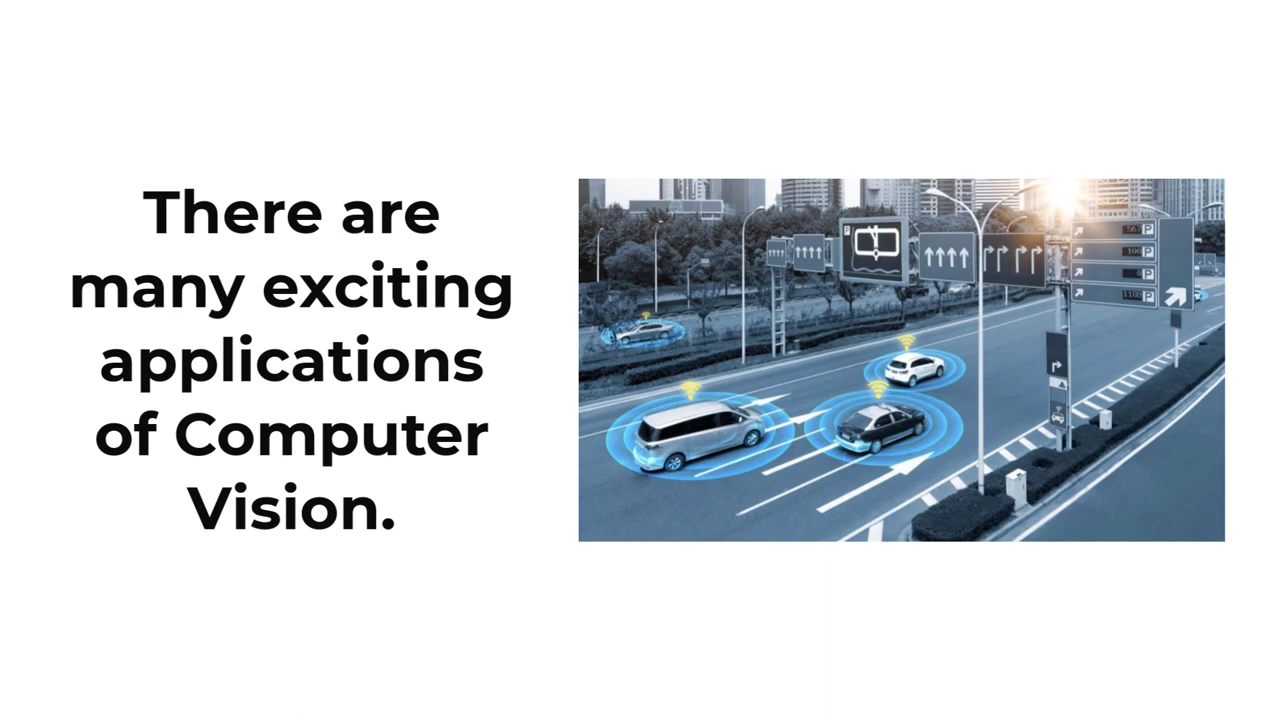 There are
many exciting
applications
of Computer
Vision.
P
P
P
P
P